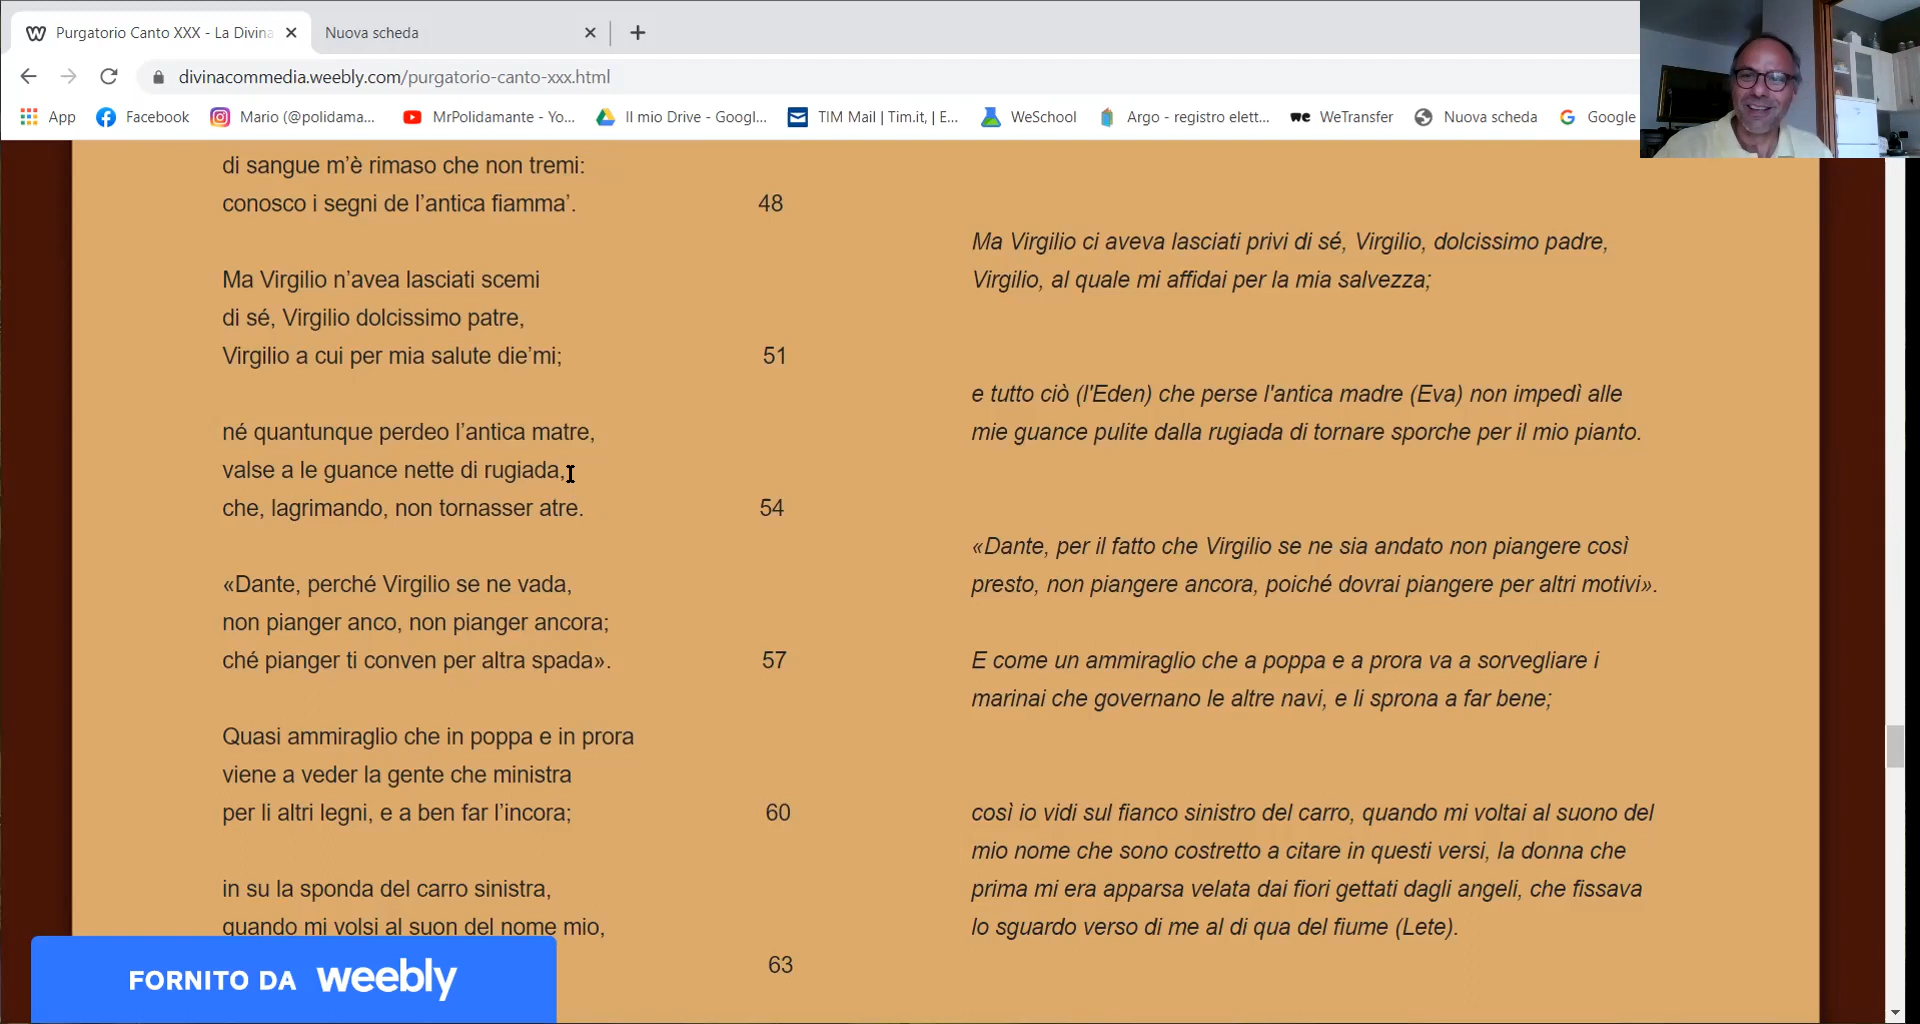 Purgatorio Canto XXX - La Divina
Nuova scheda
divinacommedia.weebly.com/purgatorio-canto-xxx.html
App
Facebook
Mario (@polidama...
MrPolidamante - Yo...
Il mio Drive - Googl...
TIM Mail | Tim.it, | E...
WeSchool
Argo - registro elett...
WeTransfer
Nuova scheda
Google
di sangue m’è rimaso che non tremi:
conosco i segni de l’antica fiamma’.
48
Ma Virgilio n’avea lasciati scemi
di sé, Virgilio dolcissimo patre,
Virgilio a cui per mia salute die’mi;
51
né quantunque perdeo l’antica matre,
valse a le guance nette di rugiada,
che, lagrimando, non tornasser atre.
54
«Dante, perché Virgilio se ne vada,
non pianger anco, non pianger ancora;
ché pianger ti conven per altra spada».
57
Quasi ammiraglio che in poppa e in prora
viene a veder la gente che ministra
per li altri legni, e a ben far l’incora;
60
in su la sponda del carro sinistra,
quando mi volsi al suon del nome mio,
63
Ma Virgilio ci aveva lasciati privi di sé, Virgilio, dolcissimo padre,
Virgilio, al quale mi affidai per la mia salvezza;
e tutto ciò (l'Eden) che perse l'antica madre (Eva) non impedì alle
mie guance pulite dalla rugiada di tornare sporche per il mio pianto.
«Dante, per il fatto che Virgilio se ne sia andato non piangere così
presto, non piangere ancora, poiché dovrai piangere per altri motivi».
E come un ammiraglio che a poppa e a prora va a sorvegliare i
marinai che governano le altre navi, e li sprona a far bene;
così io vidi sul fianco sinistro del carro, quando mi voltai al suono del
mio nome che sono costretto a citare in questi versi, la donna che
prima mi era apparsa velata dai fiori gettati dagli angeli, che fissava
lo sguardo verso di me al di qua del fiume (Lete).
FORNITO DA weebly